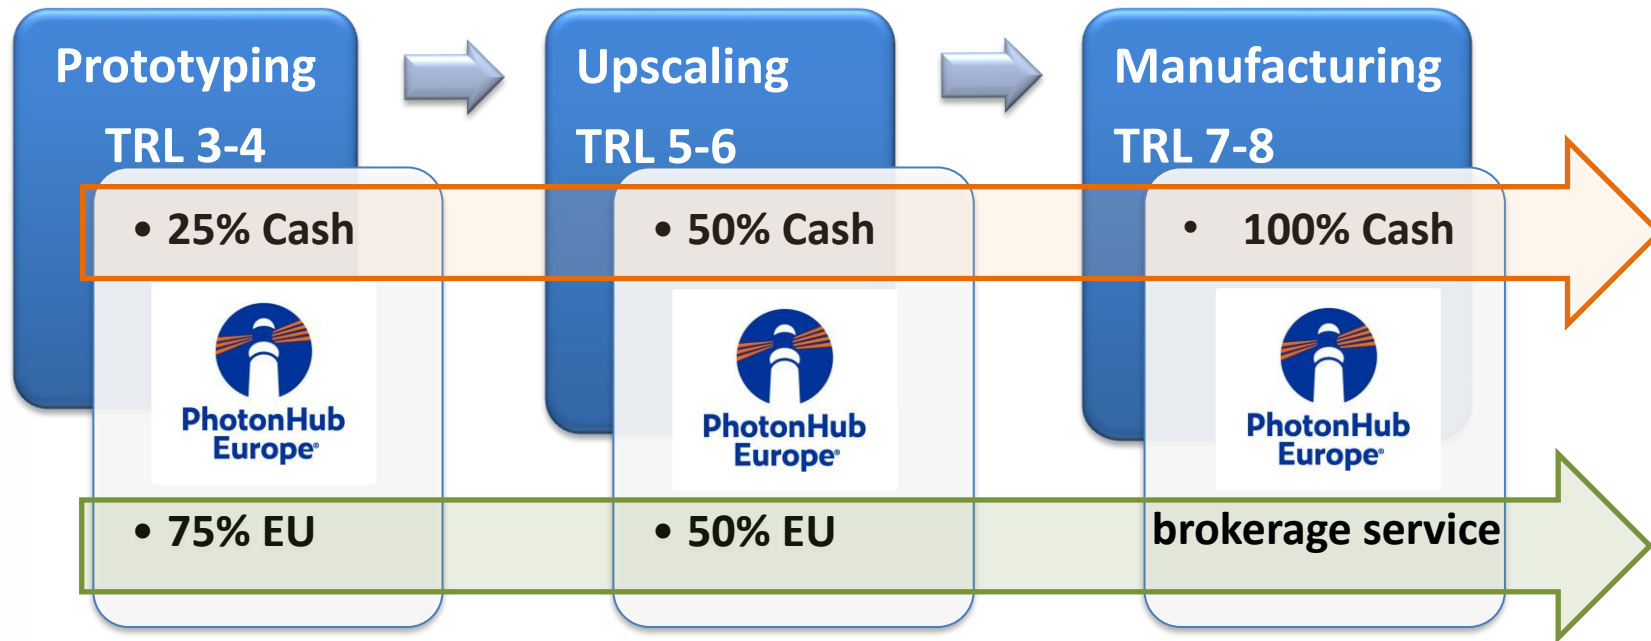 Prototyping
TRL 3-4
• 25% Cash
PhotonHub
Europe®
• 75% EU
Upscaling
TRL 5-6
• 50% Cash
PhotonHub
Europe®
• 50% EU
Manufacturing
TRL 7-8
• 100% Cash
PhotonHub
Europe®
brokerage service